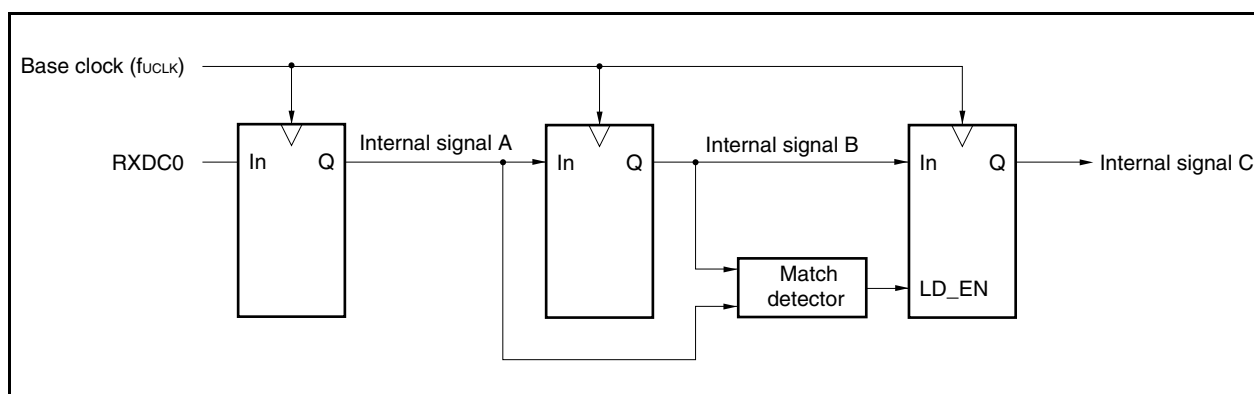 Base clock (fUCLK)
RXDC0
In
Q
Internal signal A
In
Q
Internal signal B
In
Q
Internal signal C
Match
detector
LD_EN